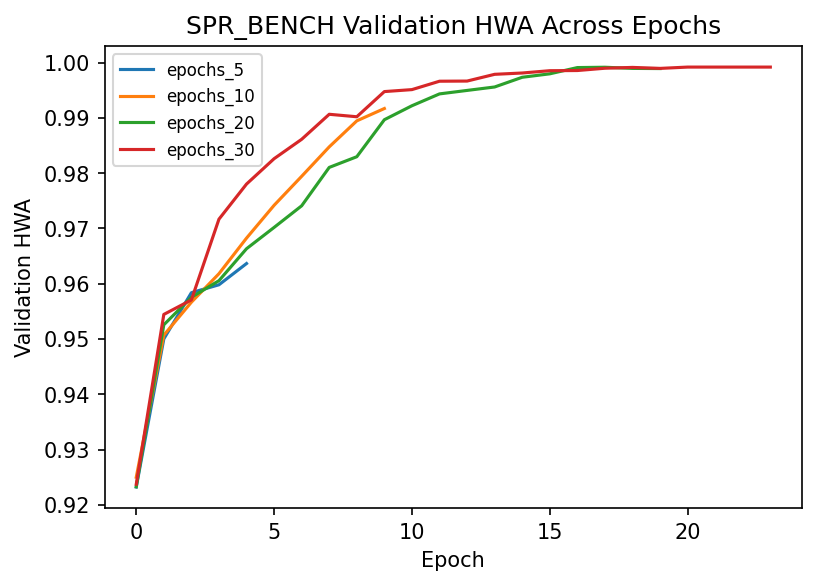 SPR_BENCH Validation HWA Across Epochs
epochs_5
epochs_10
epochs_20
epochs_30
Validation HWA
1.00
0.99
0.98
0.97
0.96
0.95
0.94
0.93
0.92
0 5 10 15 20
Epoch